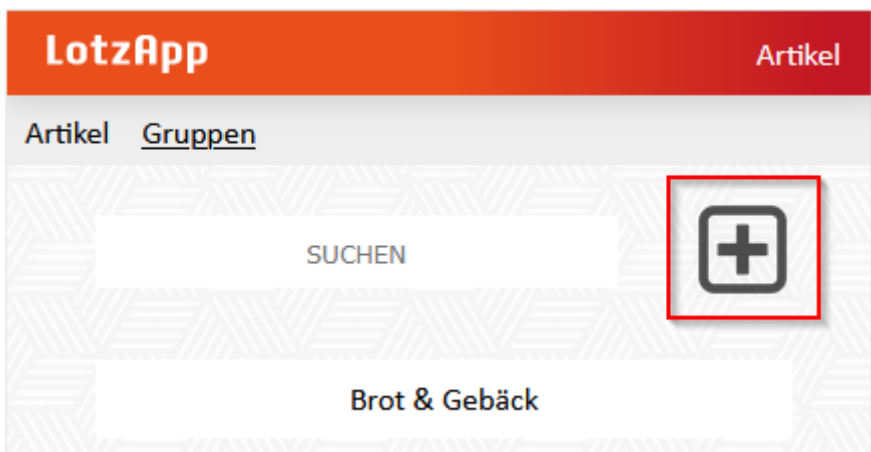 LotzApp
Artikel
Artikel Gruppen
SUCHEN
Brot & Gebäck